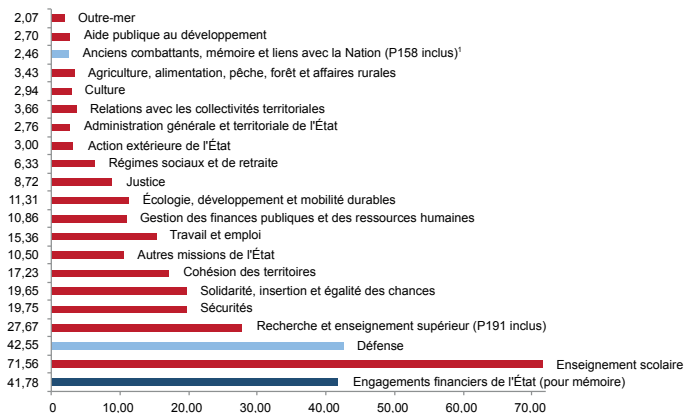 2,07 Outre-mer
2,70 Aide publique au développement
2,46 Anciens combattants, mémoire et liens avec la Nation (P158 inclus)¹
3,43 Agriculture, alimentation, pêche, forêt et affaires rurales
2,94 Culture
3,66 Relations avec les collectivités territoriales
2,76 Administration générale et territoriale de l'État
3,00 Action extérieure de l'État
6,33 Régimes sociaux et de retraite
8,72 Justice
11,31 Écologie, développement et mobilité durables
10,86 Gestion des finances publiques et des ressources humaines
15,36 Travail et emploi
10,50 Autres missions de l'État
17,23 Cohésion des territoires
19,65 Solidarité, insertion et égalité des chances
19,75 Sécurités
27,67 Recherche et enseignement supérieur (P191 inclus)
42,55 Défense
71,56 Enseignement scolaire
41,78 Engagements financiers de l'État (pour mémoire)
0 10,00 20,00 30,00 40,00 50,00 60,00 70,00